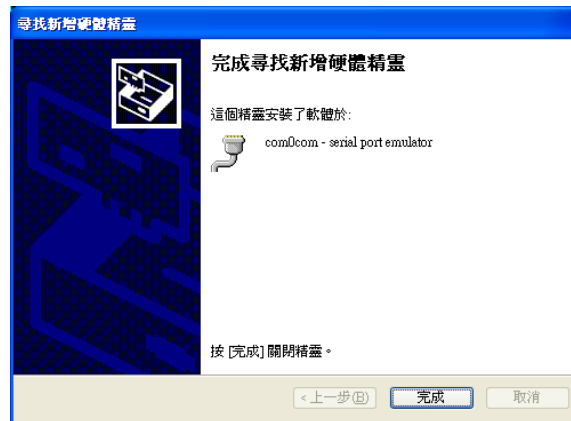 尋找新增硬體精靈
完成尋找新增硬體精靈
這個精靈安裝了軟體於:
com0com - serial port emulator
按 [完成] 關閉精靈。
<上一步(B)
完成
取消